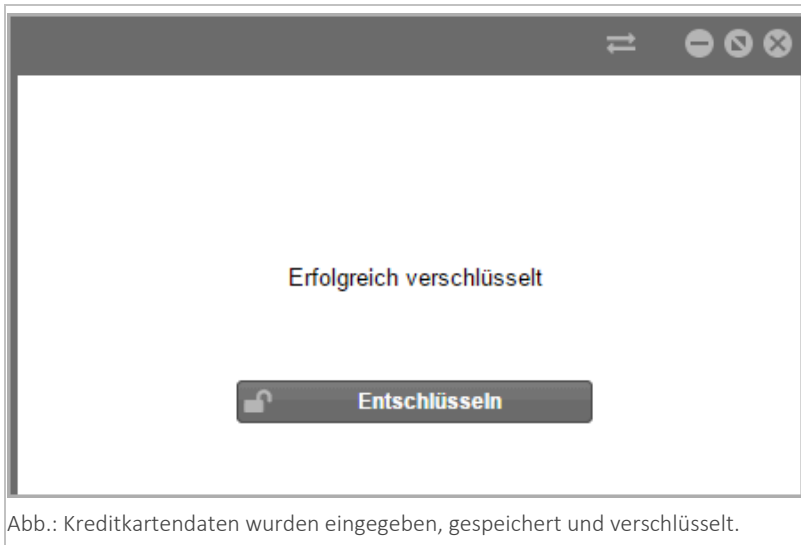 Erfolgreich verschlüsselt
Entschlüsseln
Abb.: Kreditkartendaten wurden eingegeben, gespeichert und verschlüsselt.